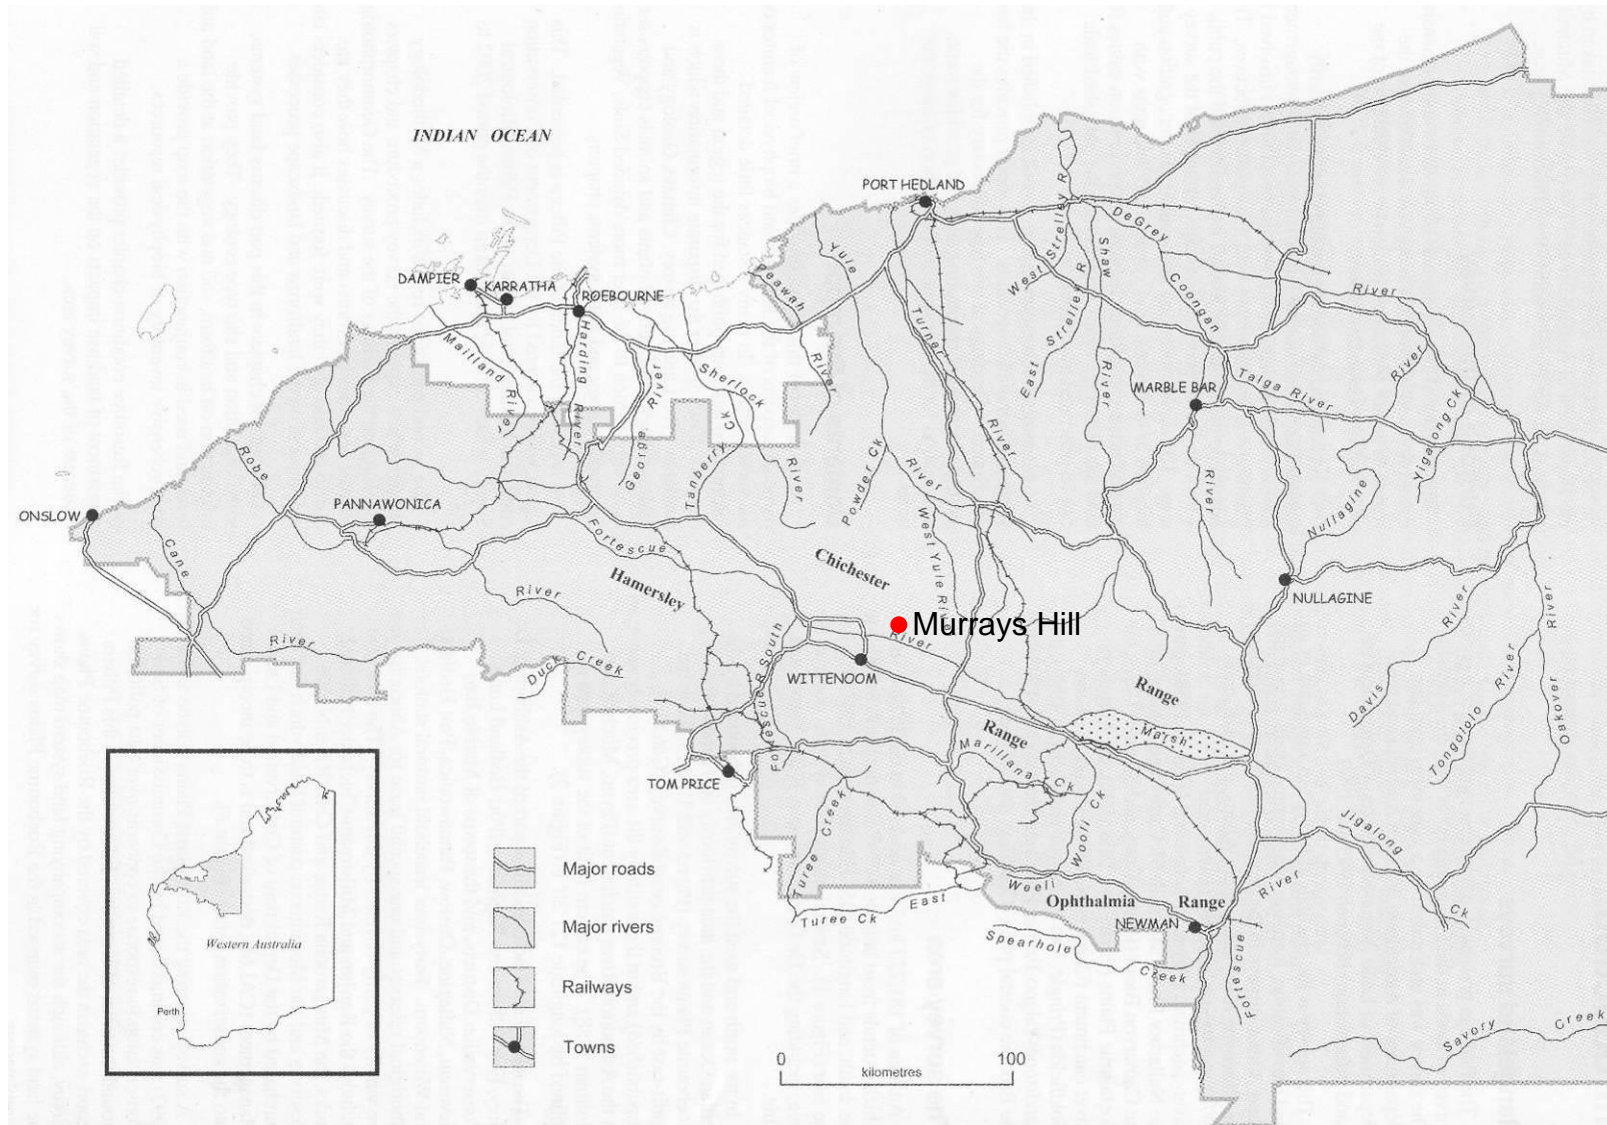 INDIAN OCEAN
PORT HEDLAND
DAMPIER
KARRATHA
ROEBOURNE
Peawah
River
Yule
River
Turner
River
West Strelley R
East Strelley R
Shaw
River
DeGrey
River
Coongan
River
MARBLE BAR
Talga River
Nullagine
River
Yligalong Ck
Maitland River
Harding River
George
River
Sherlock
River
Tanberry Ck
Powder Ck
West Yule River
Robe
River
PANNAWONICA
ONSLOW
Cane
River
Fortescue
River
Hamersley
Range
Chichester
Range
Murrays Hill
WITTENOOM
Duck Creek
Fortescue R South
TOM PRICE
Marsh
Marillana Ck
Weeli
Wooli Ck
Turee Creek
Turee Ck East
Ophthalmia Range
NEWMAN
Spearhole Creek
Fortescue
River
NULLAGINE
Davis
River
Tongololo
River
Oakover
River
Jigalong
Ck
Savory Creek
Western Australia
Perth
Major roads
Major rivers
Railways
Towns
0 100
kilometres